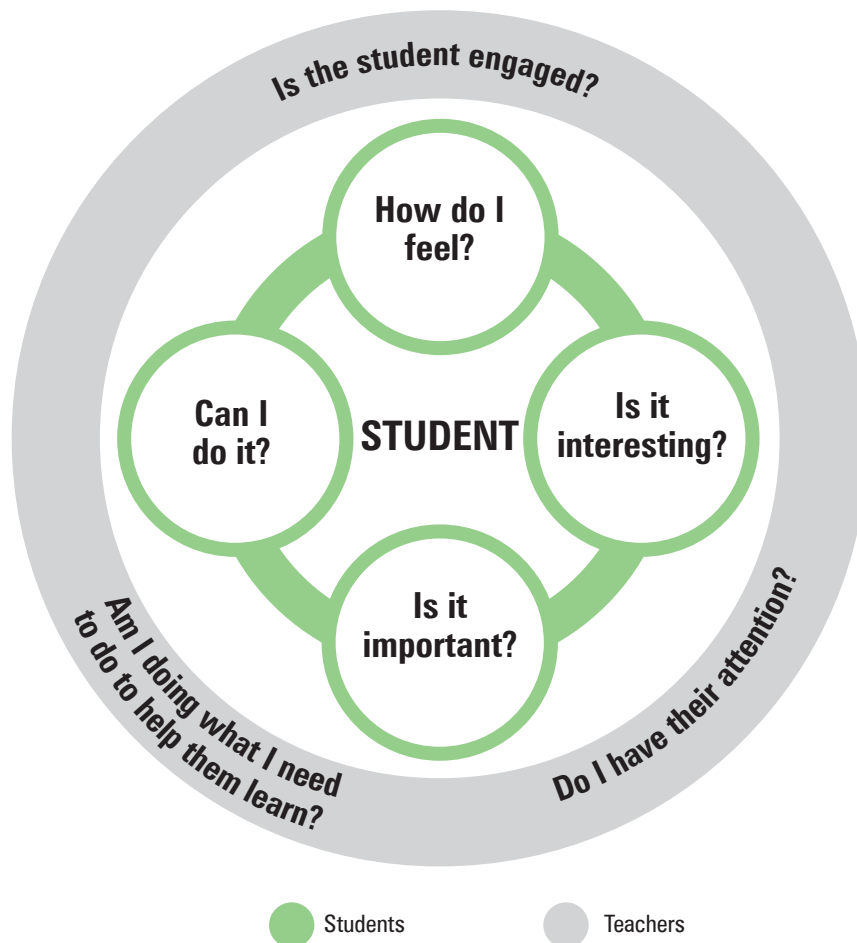 Is the student engaged?
How do I
feel?
Can I
do it?
STUDENT
Is it
interesting?
Is it
important?
Am I doing what I need
to do to help them learn?
Do I have their attention?
Students
Teachers